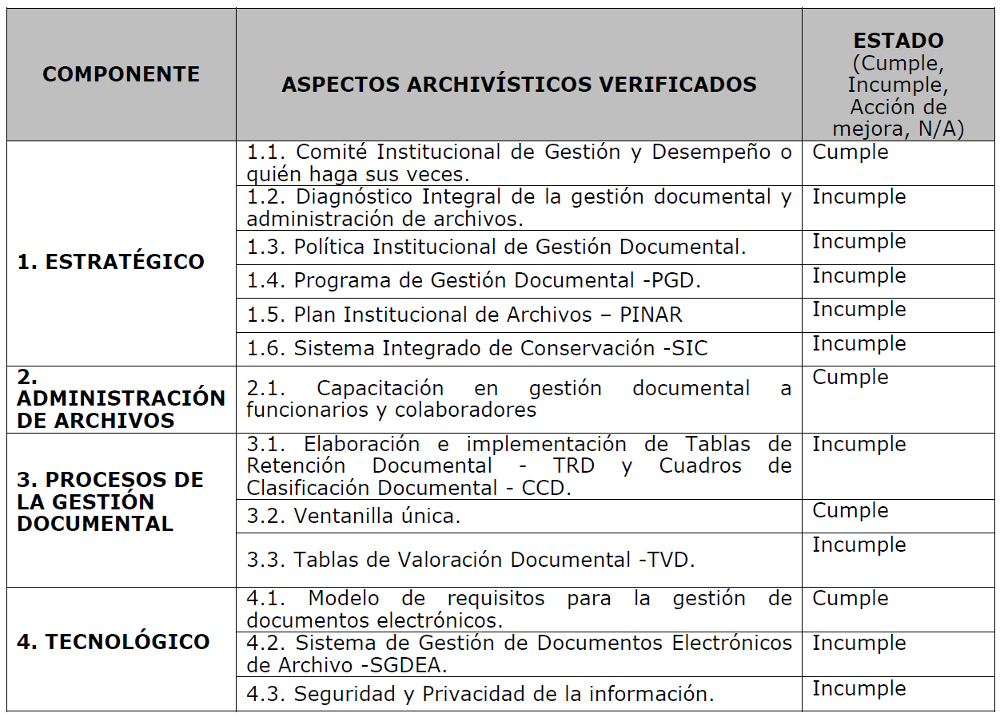 COMPONENTE
ASPECTOS ARCHIVÍSTICOS VERIFICADOS
ESTADO
(Cumple,
Incumple,
Acción de
mejora, N/A)
1. ESTRATÉGICO
1.1. Comité Institucional de Gestión y Desempeño o
quién haga sus veces.
Cumple
1.2. Diagnóstico Integral de la gestión documental y
administración de archivos.
Incumple
1.3. Política Institucional de Gestión Documental.
Incumple
1.4. Programa de Gestión Documental -PGD.
Incumple
1.5. Plan Institucional de Archivos – PINAR
Incumple
1.6. Sistema Integrado de Conservación -SIC
Incumple
2.
ADMINISTRACIÓN
DE ARCHIVOS
2.1. Capacitación en gestión documental a
funcionarios y colaboradores
Cumple
3. PROCESOS DE
LA GESTIÓN
DOCUMENTAL
3.1. Elaboración e implementación de Tablas de
Retención Documental - TRD y Cuadros de
Clasificación Documental - CCD.
Incumple
3.2. Ventanilla única.
Cumple
3.3. Tablas de Valoración Documental -TVD.
Incumple
4. TECNOLÓGICO
4.1. Modelo de requisitos para la gestión de
documentos electrónicos.
Cumple
4.2. Sistema de Gestión de Documentos Electrónicos
de Archivo -SGDEA.
Incumple
4.3. Seguridad y Privacidad de la información.
Incumple